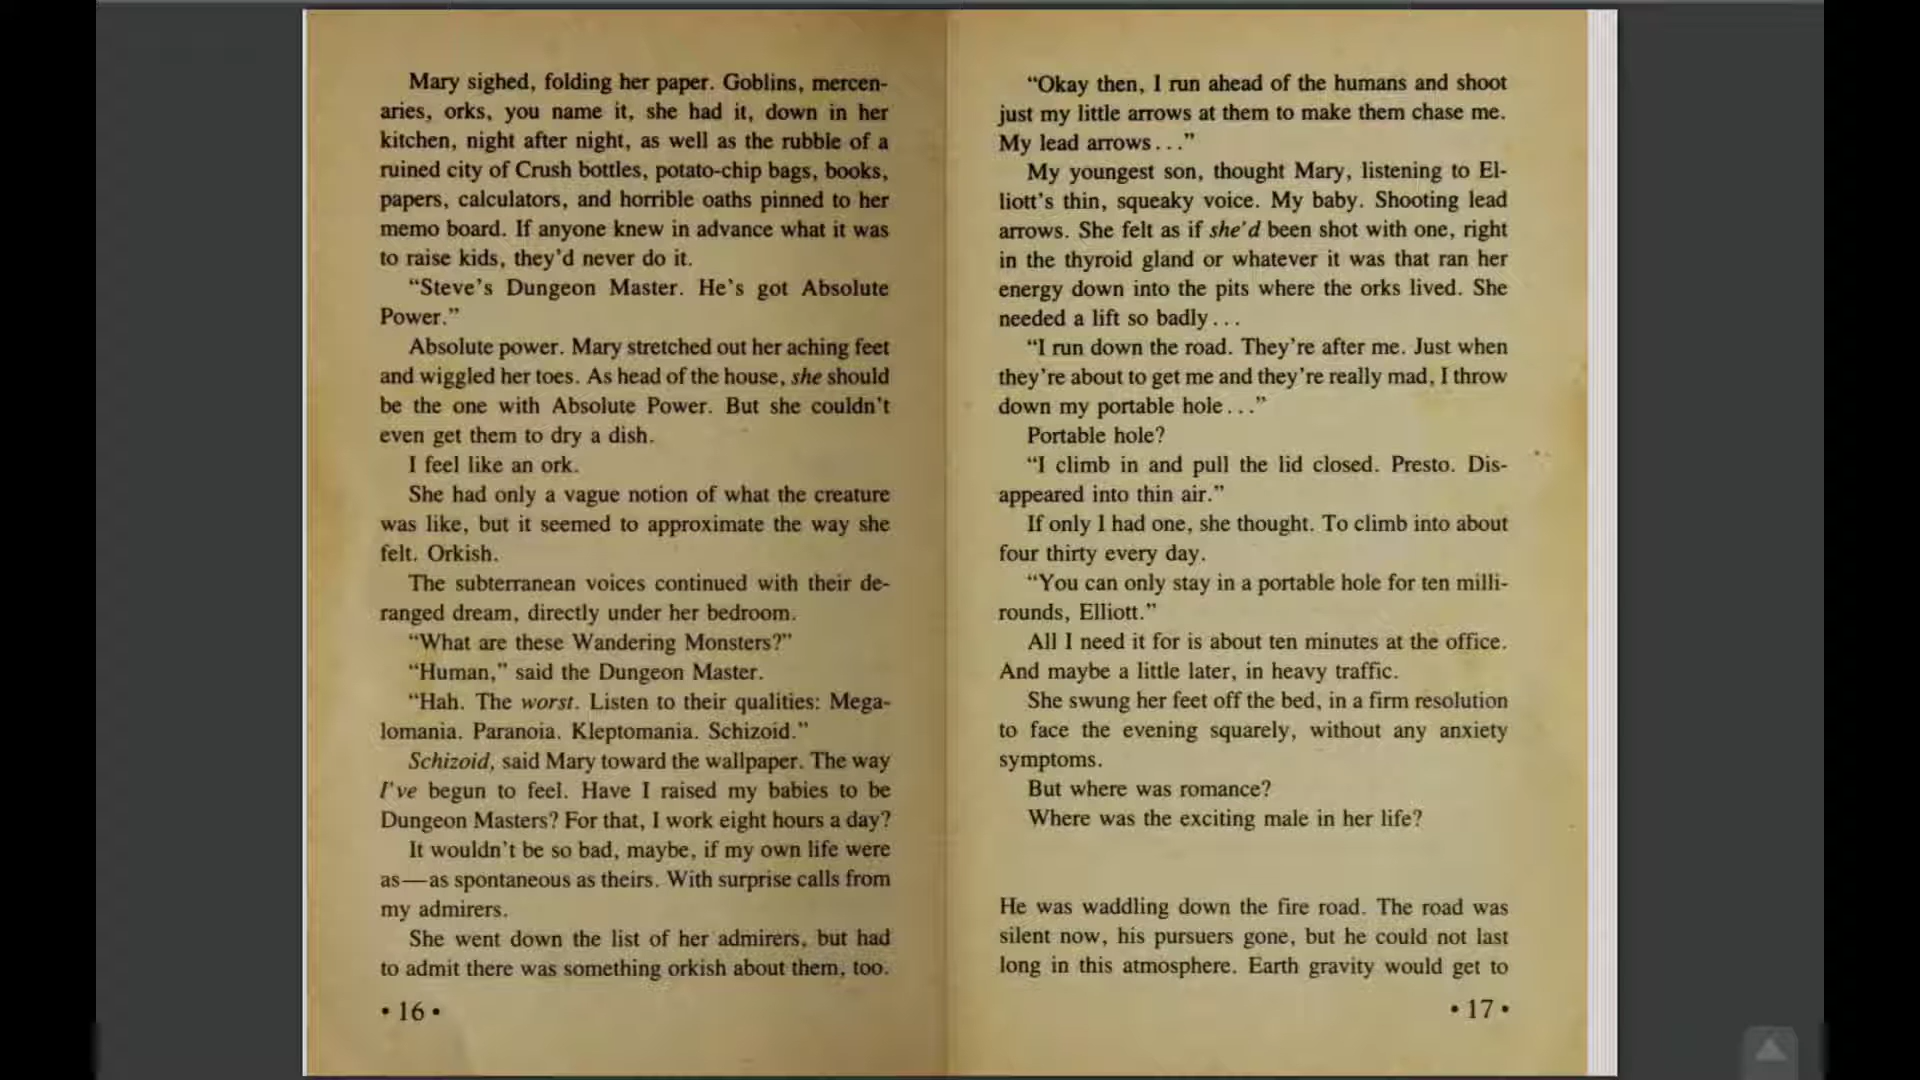 Mary sighed, folding her paper. Goblins, mercen-
aries, orks, you name it, she had it, down in her
kitchen, night after night, as well as the rubble of a
ruined city of Crush bottles, potato-chip bags, books,
papers, calculators, and horrible oaths pinned to her
memo board. If anyone knew in advance what it was
to raise kids, they'd never do it.
“Steve's Dungeon Master. He's got Absolute
Power.”
Absolute power. Mary stretched out her aching feet
and wiggled her toes. As head of the house, she should
be the one with Absolute Power. But she couldn't
even get them to dry a dish.
I feel like an ork.
She had only a vague notion of what the creature
was like, but it seemed to approximate the way she
felt. Orkish.
The subterranean voices continued with their de-
ranged dream, directly under her bedroom.
“What are these Wandering Monsters?”
“Human,” said the Dungeon Master.
“Hah. The worst. Listen to their qualities: Mega-
lomania. Paranoia. Kleptomania. Schizoid.”
Schizoid, said Mary toward the wallpaper. The way
I've begun to feel. Have I raised my babies to be
Dungeon Masters? For that, I work eight hours a day?
It wouldn't be so bad, maybe, if my own life were
as—as spontaneous as theirs. With surprise calls from
my admirers.
She went down the list of her admirers, but had
to admit there was something orkish about them, too.
• 16 •
“Okay then, I run ahead of the humans and shoot
just my little arrows at them to make them chase me.
My lead arrows . . .”
My youngest son, thought Mary, listening to El-
liott's thin, squeaky voice. My baby. Shooting lead
arrows. She felt as if she'd been shot with one, right
in the thyroid gland or whatever it was that ran her
energy down into the pits where the orks lived. She
needed a lift so badly . . .
“I run down the road. They're after me. Just when
they're about to get me and they're really mad, I throw
down my portable hole . . .”
Portable hole?
“I climb in and pull the lid closed. Presto. Dis-
appeared into thin air.”
If only I had one, she thought. To climb into about
four thirty every day.
“You can only stay in a portable hole for ten milli-
rounds, Elliott.”
All I need it for is about ten minutes at the office.
And maybe a little later, in heavy traffic.
She swung her feet off the bed, in a firm resolution
to face the evening squarely, without any anxiety
symptoms.
But where was romance?
Where was the exciting male in her life?
He was waddling down the fire road. The road was
silent now, his pursuers gone, but he could not last
long in this atmosphere. Earth gravity would get to
• 17 •